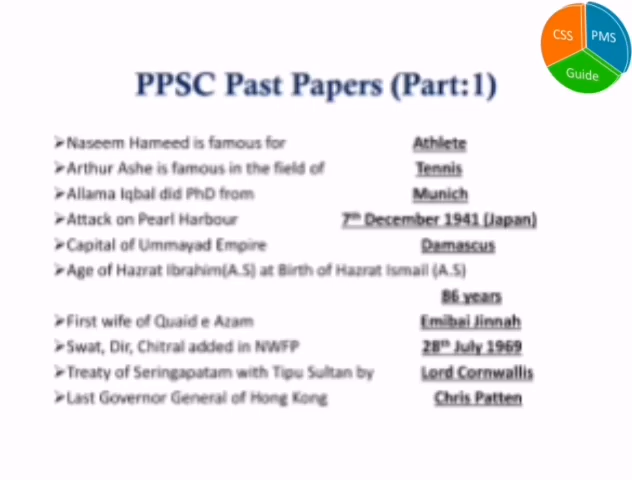 CSS PMS
Guide
PPSC Past Papers (Part:1)
➢Naseem Hameed is famous for Athlete
➢Arthur Ashe is famous in the field of Tennis
➢Allama Iqbal did PhD from Munich
➢Attack on Pearl Harbour 7th December 1941 (Japan)
➢Capital of Ummayad Empire Damascus
➢Age of Hazrat Ibrahim(A.S) at Birth of Hazrat Ismail (A.S)
86 years
➢First wife of Quaid e Azam Emibai Jinnah
➢Swat, Dir, Chitral added in NWFP 28th July 1969
➢Treaty of Seringapatam with Tipu Sultan by Lord Cornwallis
➢Last Governor General of Hong Kong Chris Patten